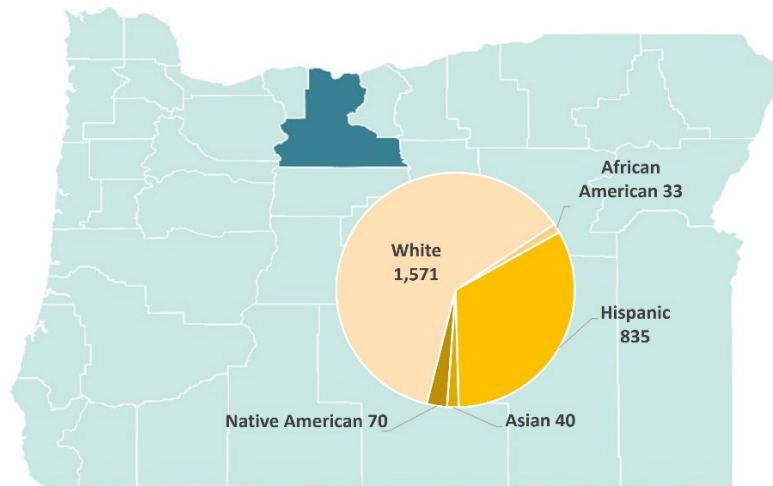 African
American 33
White
1,571
Hispanic
835
Native American 70
Asian 40